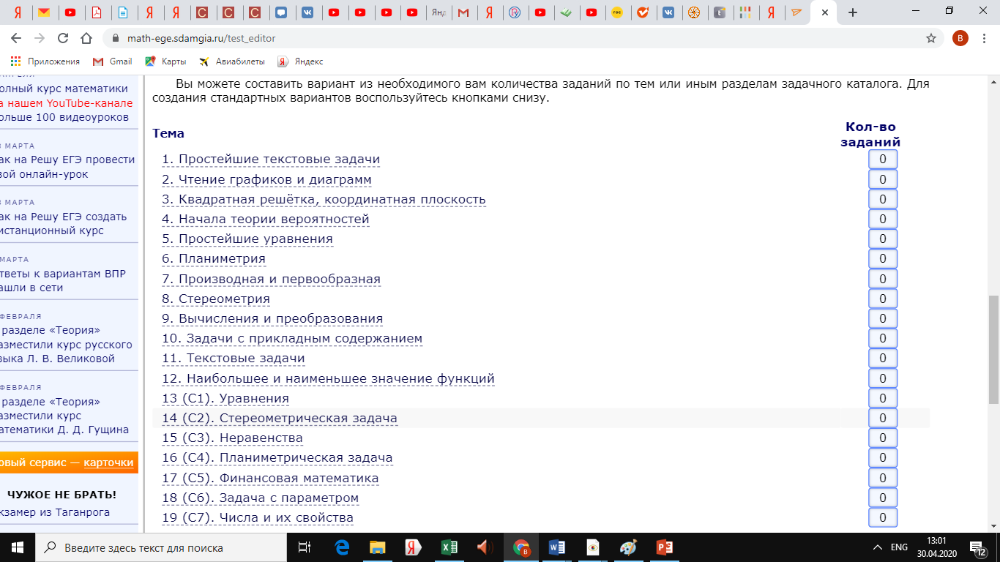 Янд
math-ege.sdamgia.ru/test_editor
В
Приложения
Gmail
Карты
Авиабилеты
Яндекс
олный курс математики
а нашем YouTube-канале
ольше 100 видеоуроков
МАРТА
ак на Решу ЕГЭ провести
вой онлайн-урок
МАРТА
ак на Решу ЕГЭ создать
истанционный курс
МАРТА
тветы к вариантам ВПР
ашли в сети
ФЕВРАЛЯ
разделе «Теория»
азместили курс русского
зыка Л. В. Великовой
ФЕВРАЛЯ
разделе «Теория»
азместили курс
атематики Д. Д. Гущина
овый сервис — карточки
ЧУЖОЕ НЕ БРАТЬ!
кзамер из Таганрога
Вы можете составить вариант из необходимого вам количества заданий по тем или иным разделам задачного каталога. Для
создания стандартных вариантов воспользуйтесь кнопками снизу.
Тема
Кол-во
заданий
1. Простейшие текстовые задачи 0
2. Чтение графиков и диаграмм 0
3. Квадратная решётка, координатная плоскость 0
4. Начала теории вероятностей 0
5. Простейшие уравнения 0
6. Планиметрия 0
7. Производная и первообразная 0
8. Стереометрия 0
9. Вычисления и преобразования 0
10. Задачи с прикладным содержанием 0
11. Текстовые задачи 0
12. Наибольшее и наименьшее значение функций 0
13 (С1). Уравнения 0
14 (С2). Стереометрическая задача 0
15 (С3). Неравенства 0
16 (С4). Планиметрическая задача 0
17 (С5). Финансовая математика 0
18 (С6). Задача с параметром 0
19 (С7). Числа и их свойства 0
Введите здесь текст для поиска
ENG
13:01
30.04.2020
12